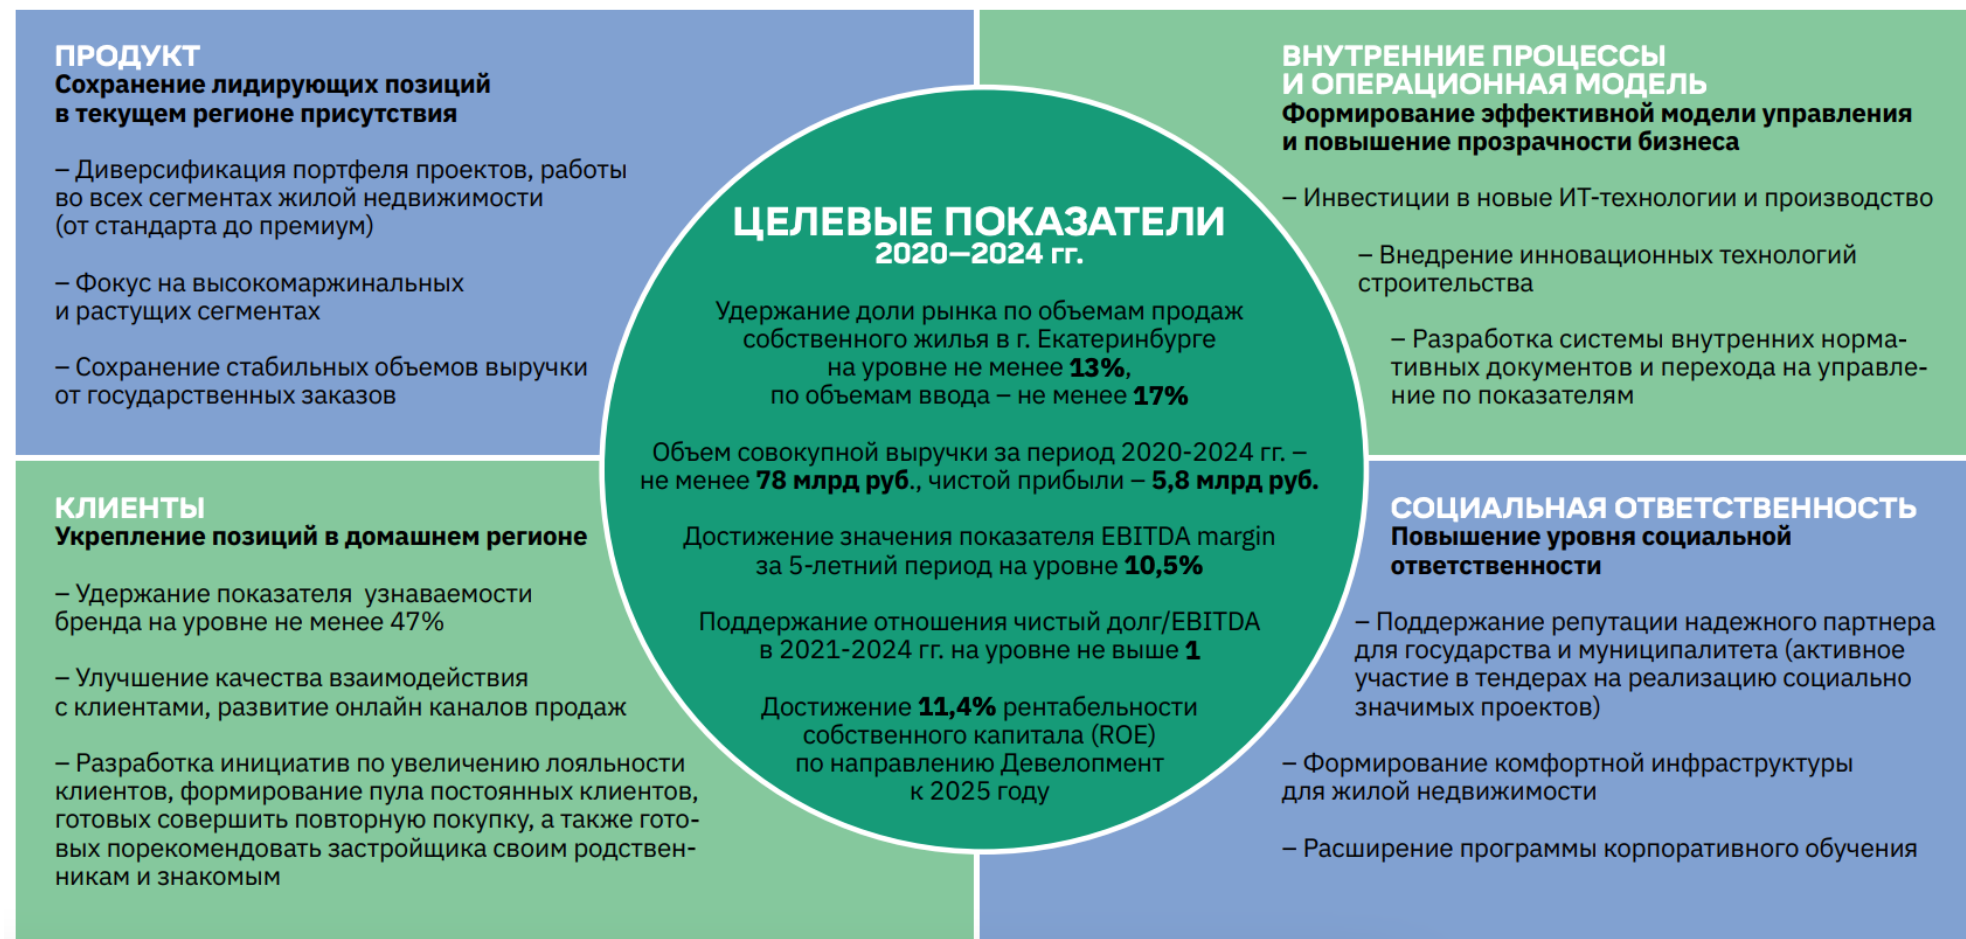 ПРОДУКТ
Сохранение лидирующих позиций
в текущем регионе присутствия
– Диверсификация портфеля проектов, работы
во всех сегментах жилой недвижимости
(от стандарта до премиум)
– Фокус на высокомаржинальных
и растущих сегментах
– Сохранение стабильных объемов выручки
от государственных заказов
ВНУТРЕННИЕ ПРОЦЕССЫ
И ОПЕРАЦИОННАЯ МОДЕЛЬ
Формирование эффективной модели управления
и повышение прозрачности бизнеса
– Инвестиции в новые ИТ-технологии и производство
– Внедрение инновационных технологий
строительства
– Разработка системы внутренних норма-
тивных документов и перехода на управле-
ние по показателям
ЦЕЛЕВЫЕ ПОКАЗАТЕЛИ
2020—2024 гг.
Удержание доли рынка по объемам продаж
собственного жилья в г. Екатеринбурге
на уровне не менее 13%,
по объемам ввода – не менее 17%
Объем совокупной выручки за период 2020-2024 гг. –
не менее 78 млрд руб., чистой прибыли – 5,8 млрд руб.
Достижение значения показателя EBITDA margin
за 5-летний период на уровне 10,5%
Поддержание отношения чистый долг/EBITDA
в 2021-2024 гг. на уровне не выше 1
Достижение 11,4% рентабельности
собственного капитала (ROE)
по направлению Девелопмент
к 2025 году
КЛИЕНТЫ
Укрепление позиций в домашнем регионе
– Удержание показателя узнаваемости
бренда на уровне не менее 47%
– Улучшение качества взаимодействия
с клиентами, развитие онлайн каналов продаж
– Разработка инициатив по увеличению лояльности
клиентов, формирование пула постоянных клиентов,
готовых совершить повторную покупку, а также гото-
вых порекомендовать застройщика своим родствен-
никам и знакомым
СОЦИАЛЬНАЯ ОТВЕТСТВЕННОСТЬ
Повышение уровня социальной
ответственности
– Поддержание репутации надежного партнера
для государства и муниципалитета (активное
участие в тендерах на реализацию социально
значимых проектов)
– Формирование комфортной инфраструктуры
для жилой недвижимости
– Расширение программы корпоративного обучения